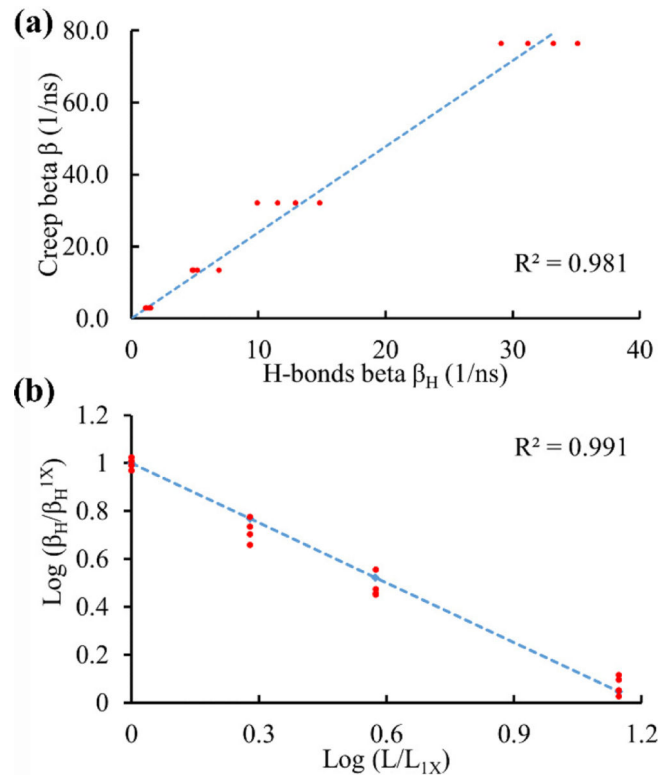 (a)
80.0
60.0
40.0
20.0
0.0
Creep beta β (1/ns)
R² = 0.981
0 10 20 30 40
H-bonds beta βH (1/ns)
(b)
1.2
1
0.8
0.6
0.4
0.2
0
Log (βH/βH1X)
R² = 0.991
0 0.3 0.6 0.9 1.2
Log (L/L1X)